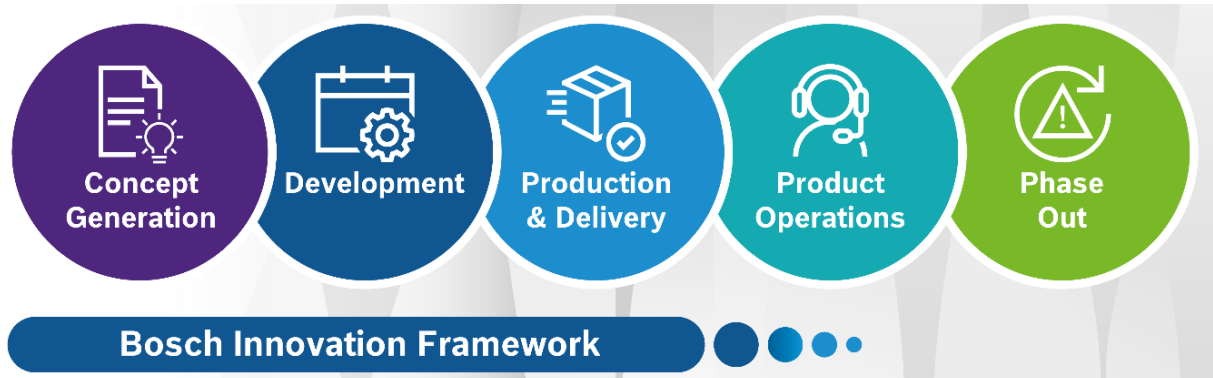 Concept
Generation
Development
Production
& Delivery
Product
Operations
Phase
Out
Bosch Innovation Framework